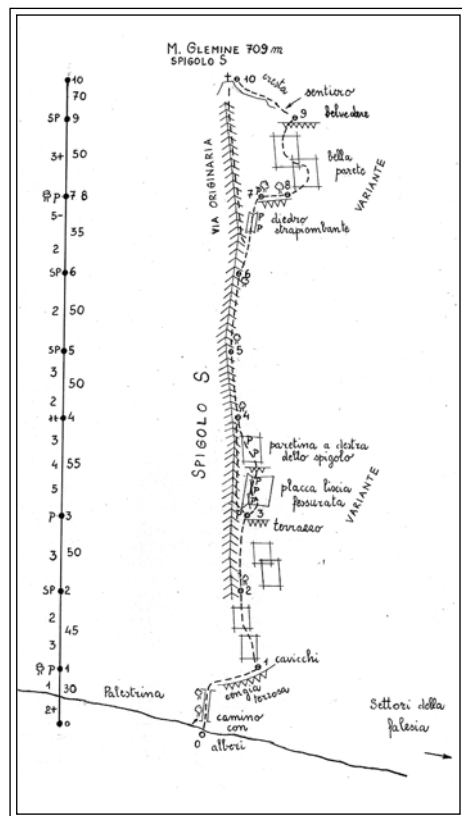 M. GLEMINE 709 m
SPIGOLO S
10
70
SP 9
3+ 50
P 7 8
5-
35
2
SP 6
2 50
SP 5
3
50
2
4
3
4 55
5
P 3
3 50
SP 2
2
45
3
P 1
1 30
2+
0
10
cresta
sentiero
9 belvedere
bella
parete
VARIANTE
VIA ORIGINARIA
7 P 8
P
P
diedro
strapiombante
6
5
SPIGOLO S
4
P
P
paretina a destra
dello spigolo
P
P
P
placca liscia
fessurata
VARIANTE
P
3
terrazzo
2
1 cavicchi
cengia
terrosa
Palestrina
camino
con
alberi
0
Settori della
falesia